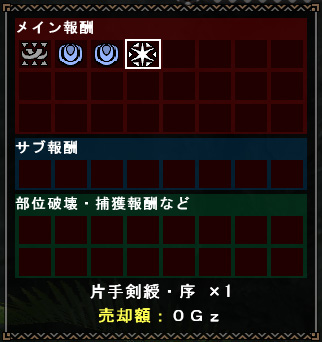 メイン報酬
サブ報酬
部位破壊・捕獲報酬など
片手剣綬・序 ×1
売却額：０Ｇｚ